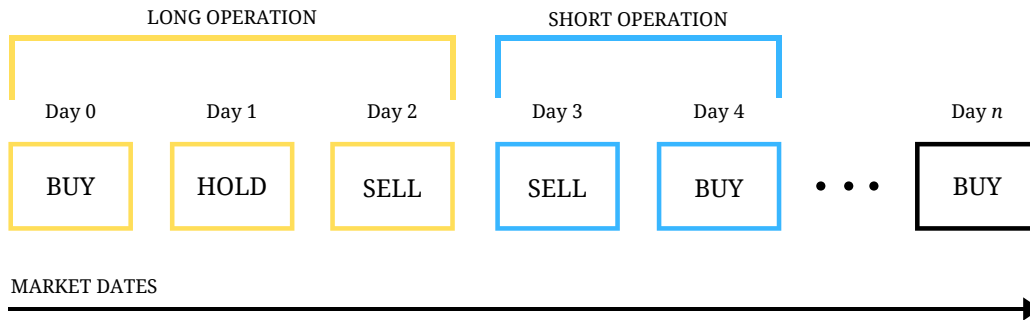 LONG OPERATION SHORT OPERATION
Day 0 Day 1 Day 2 Day 3 Day 4 Day n
BUY HOLD SELL SELL BUY BUY
MARKET DATES